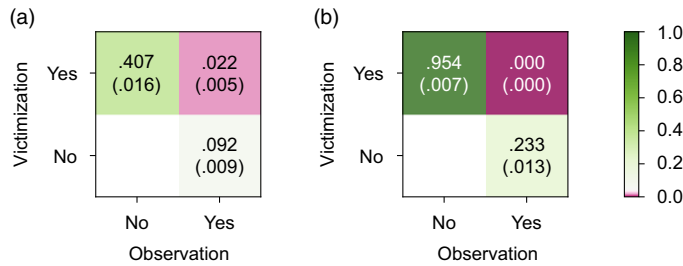 (a)
Victimization
Yes
No
.407
(.016)
.022
(.005)
.092
(.009)
No
Yes
Observation
(b)
Victimization
Yes
No
.954
(.007)
.000
(.000)
.233
(.013)
No
Yes
Observation
1.0
0.8
0.6
0.4
0.2
0.0